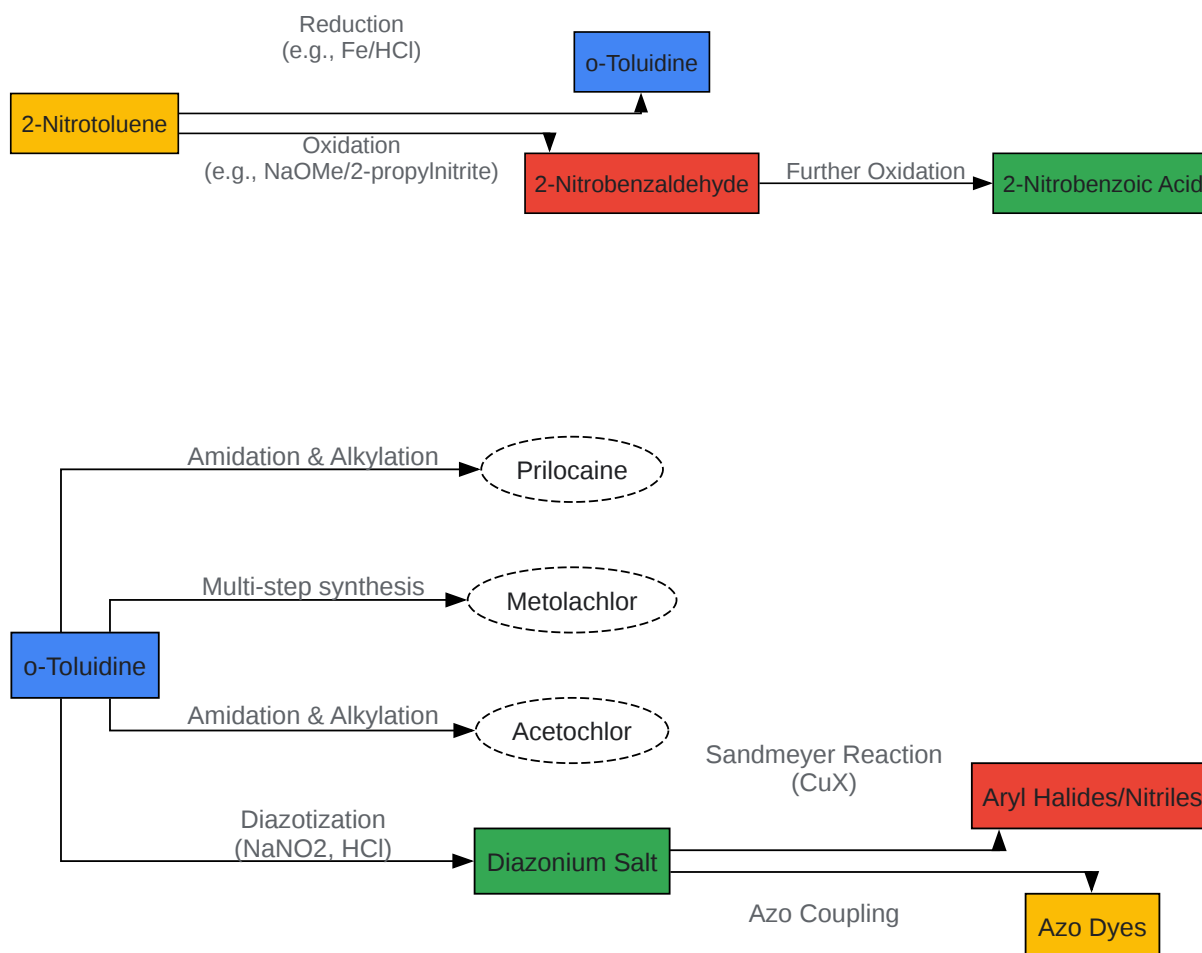 Reduction
(e.g., Fe/HCl)
o-Toluidine
2-Nitrotoluene
Oxidation
(e.g., NaOMe/2-propylnitrite)
2-Nitrobenzaldehyde
Further Oxidation
2-Nitrobenzoic Acid
Amidation & Alkylation
Prilocaine
Multi-step synthesis
Metolachlor
o-Toluidine
Amidation & Alkylation
Acetochlor
Sandmeyer Reaction
(CuX)
Aryl Halides/Nitriles
Diazotization
(NaNO2, HCl)
Diazonium Salt
Azo Coupling
Azo Dyes